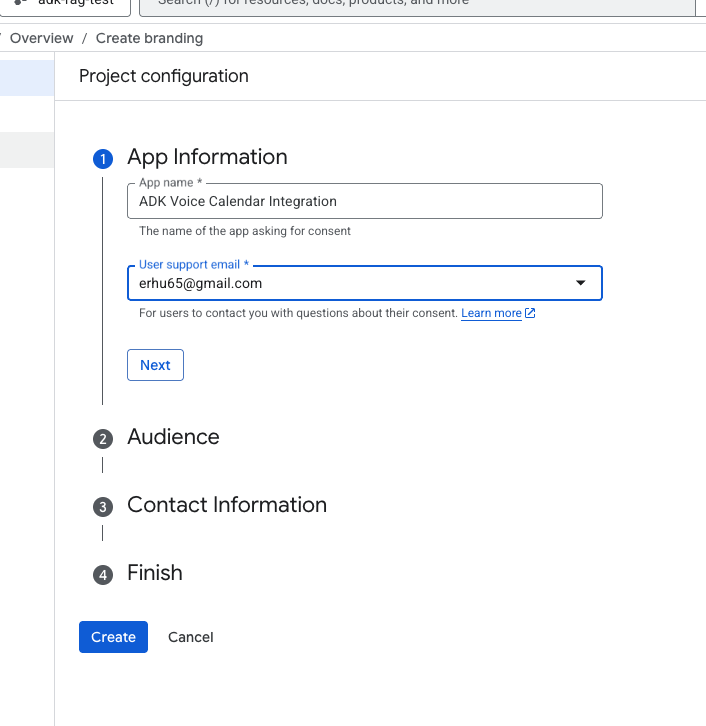 adk-rag-test
Search (/) for resources, docs, products, and more
/ Overview / Create branding
Project configuration
1 App Information
App name *
ADK Voice Calendar Integration
The name of the app asking for consent
User support email *
erhu65@gmail.com
For users to contact you with questions about their consent. Learn more
Next
2 Audience
3 Contact Information
4 Finish
Create Cancel